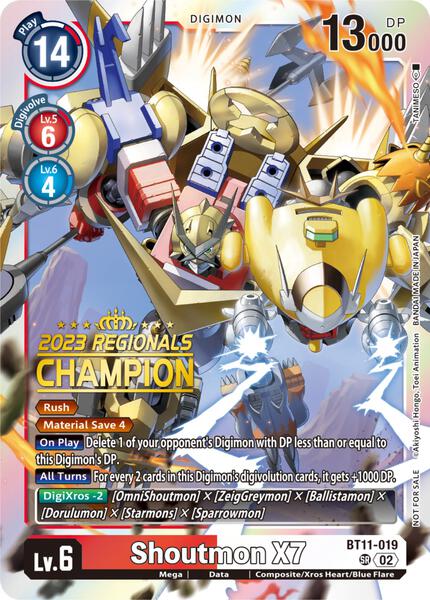 Play
14
DIGIMON
13000
DP
Digivolve
Lv.5
6
Lv.6
4
TANIMESO
©Akiyoshi Hongo, Toei Animation
BANDAI MADE IN JAPAN
NOT FOR SALE
2023 REGIONALS
CHAMPION
Rush
Material Save 4
On Play Delete 1 of your opponent's Digimon with DP less than or equal to
this Digimon's DP.
All Turns For every 2 cards in this Digimon's digivolution cards, it gets +1000 DP.
DigiXros -2 [OmniShoutmon] × [ZeigGreymon] × [Ballistamon] ×
[Dorulumon] × [Starmons] × [Sparrowmon]
Lv.6
Shoutmon X7
BT11-019
SR
02
Mega
Data
Composite/Xros Heart/Blue Flare